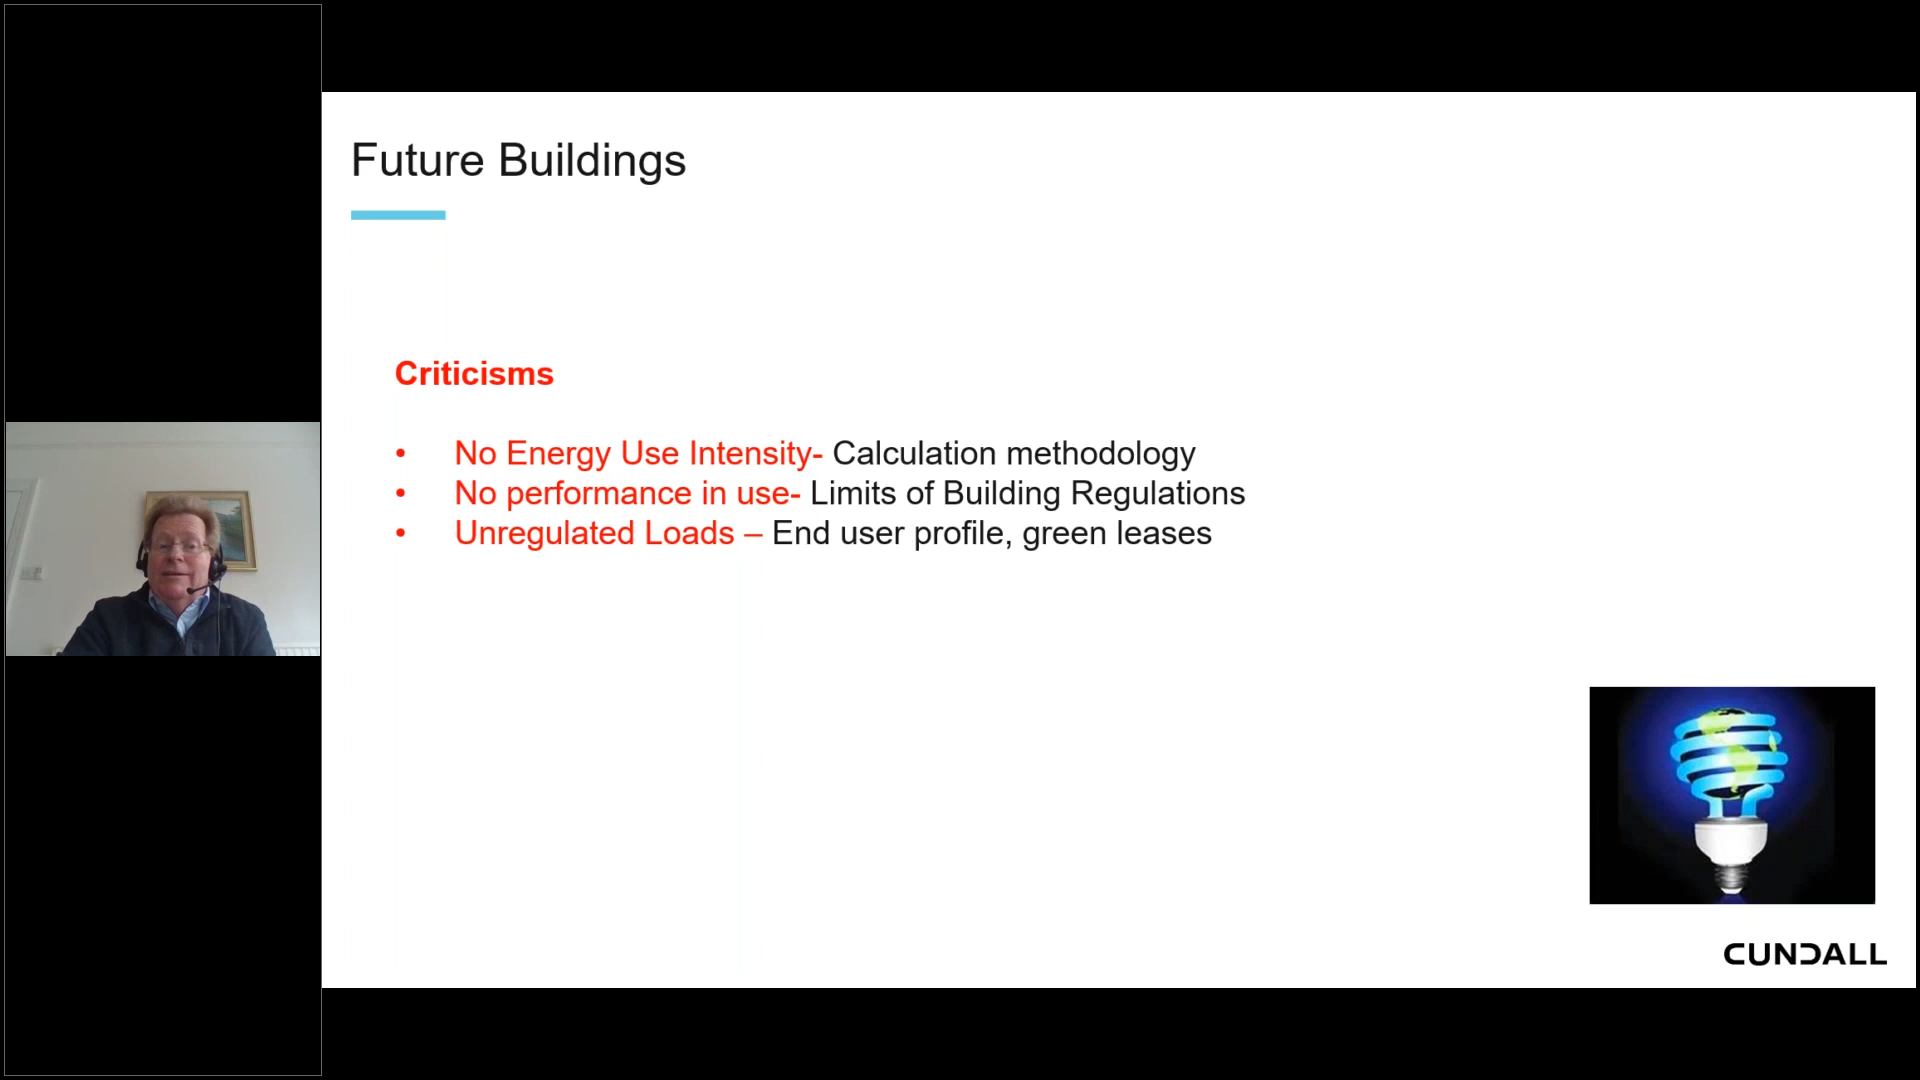 Future Buildings
Criticisms
• No Energy Use Intensity- Calculation methodology
• No performance in use- Limits of Building Regulations
• Unregulated Loads – End user profile, green leases
CUNDALL